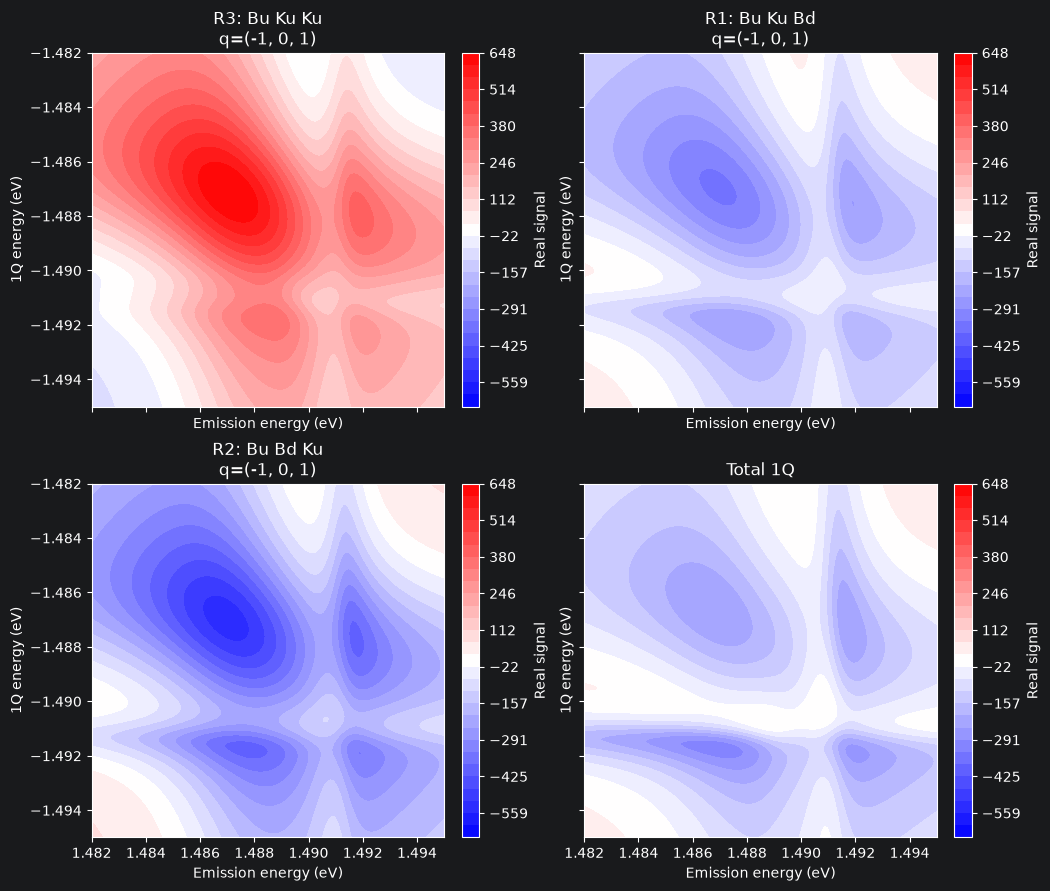 R3: Bu Ku Ku
q=(-1, 0, 1)
−1.482
−1.484
−1.486
−1.488
−1.490
−1.492
−1.494
1Q energy (eV)
Emission energy (eV)
648
514
380
246
112
−22
−157
−291
−425
−559
Real signal
R1: Bu Ku Bd
q=(-1, 0, 1)
1Q energy (eV)
Emission energy (eV)
648
514
380
246
112
−22
−157
−291
−425
−559
Real signal
R2: Bu Bd Ku
q=(-1, 0, 1)
−1.482
−1.484
−1.486
−1.488
−1.490
−1.492
−1.494
1Q energy (eV)
1.482 1.484 1.486 1.488 1.490 1.492 1.494
Emission energy (eV)
648
514
380
246
112
−22
−157
−291
−425
−559
Real signal
Total 1Q
1Q energy (eV)
1.482 1.484 1.486 1.488 1.490 1.492 1.494
Emission energy (eV)
648
514
380
246
112
−22
−157
−291
−425
−559
Real signal